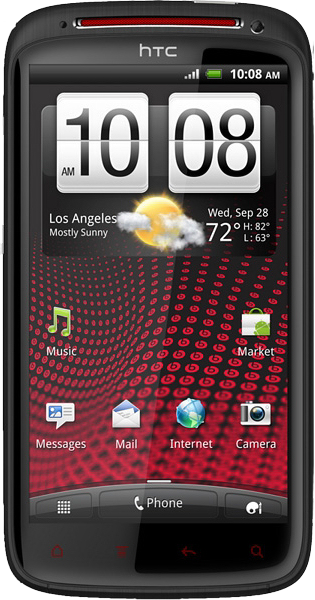 hTC
10:08 AM
AM 10 08
Los Angeles
Mostly Sunny
Wed, Sep 28
72° H: 82°
L: 63°
Music
Market
Messages
Mail
Internet
Camera
Phone